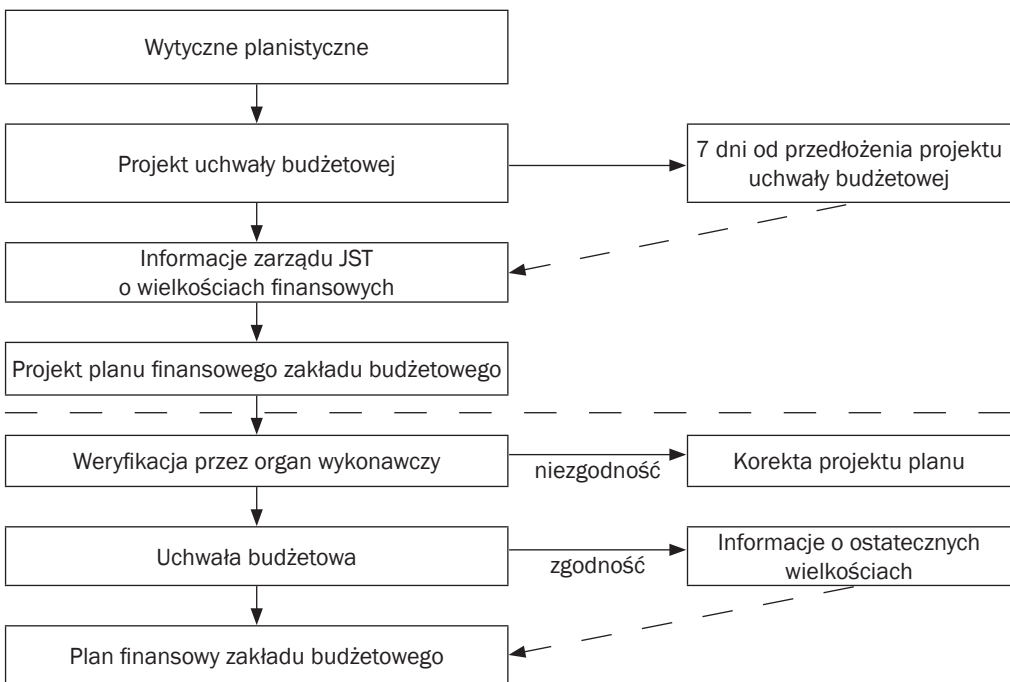 Wytyczne planistyczne
Projekt uchwały budżetowej
7 dni od przedłożenia projektu
uchwały budżetowej
Informacje zarządu JST
o wielkościach finansowych
Projekt planu finansowego zakładu budżetowego
Weryfikacja przez organ wykonawczy
niezgodność
Korekta projektu planu
Uchwała budżetowa
zgodność
Informacje o ostatecznych
wielkościach
Plan finansowy zakładu budżetowego